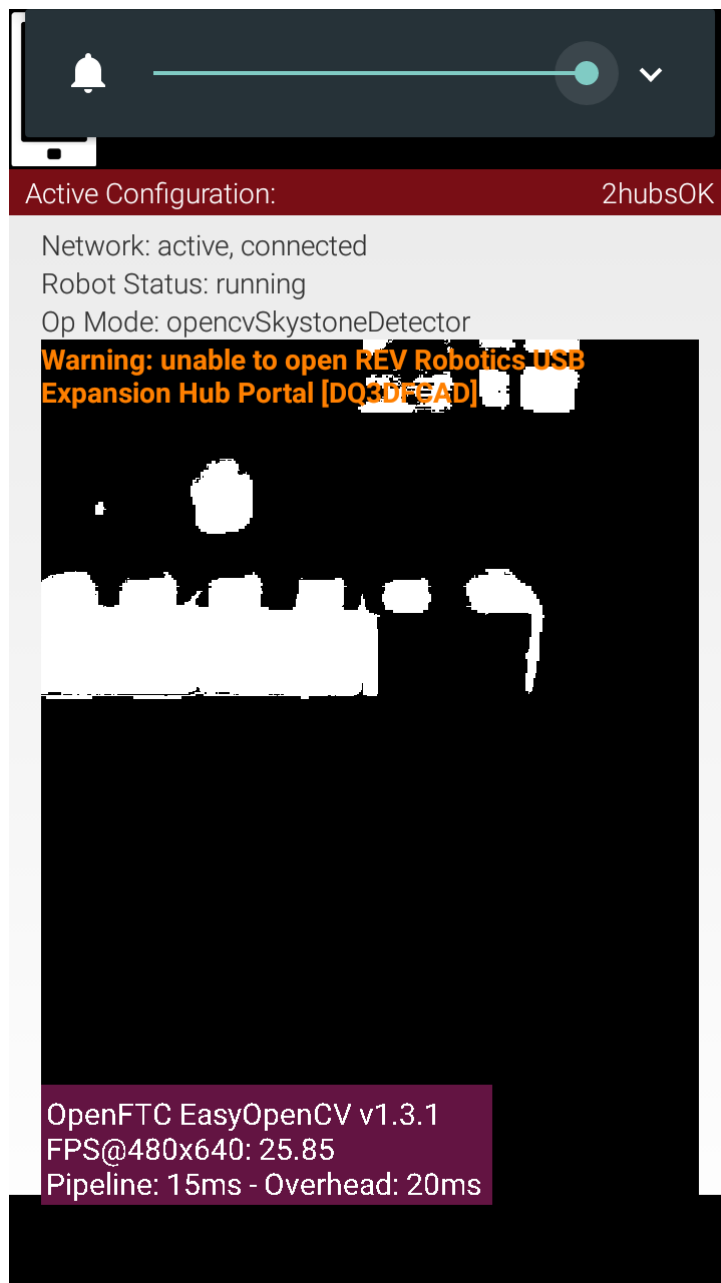 Active Configuration: 2hubsOK
Network: active, connected
Robot Status: running
Op Mode: opencvSkystoneDetector
Warning: unable to open REV Robotics USB
Expansion Hub Portal [DQ3DFCAD]
OpenFTC EasyOpenCV v1.3.1
FPS@480x640: 25.85
Pipeline: 15ms - Overhead: 20ms